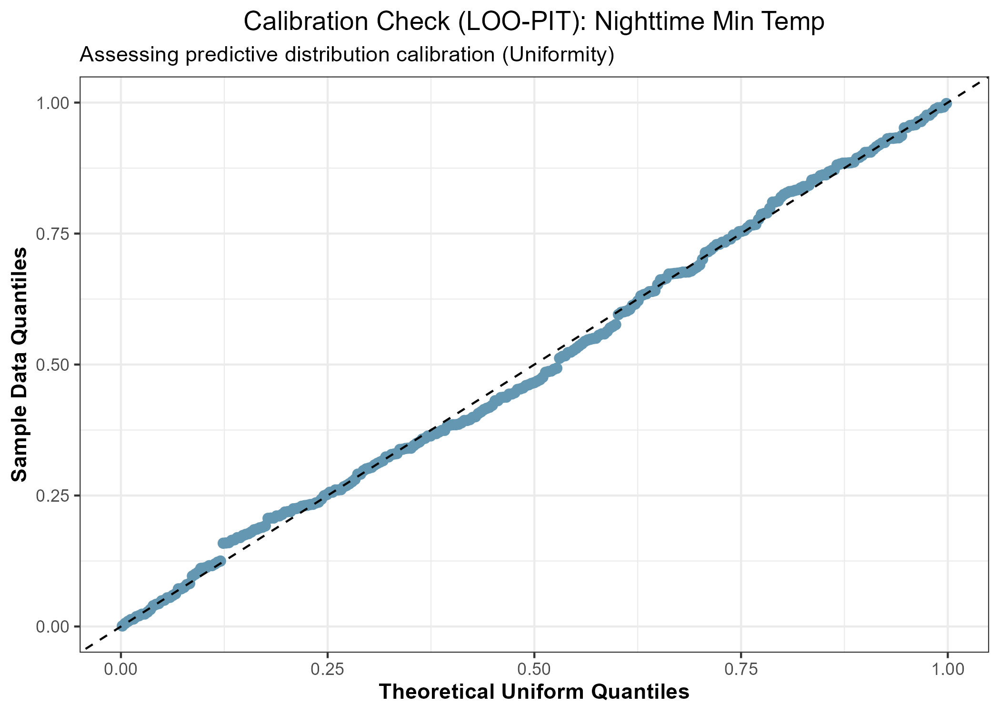 Calibration Check (LOO-PIT): Nighttime Min Temp
Assessing predictive distribution calibration (Uniformity)
Sample Data Quantiles
1.00
0.75
0.50
0.25
0.00
0.00 0.25 0.50 0.75 1.00
Theoretical Uniform Quantiles